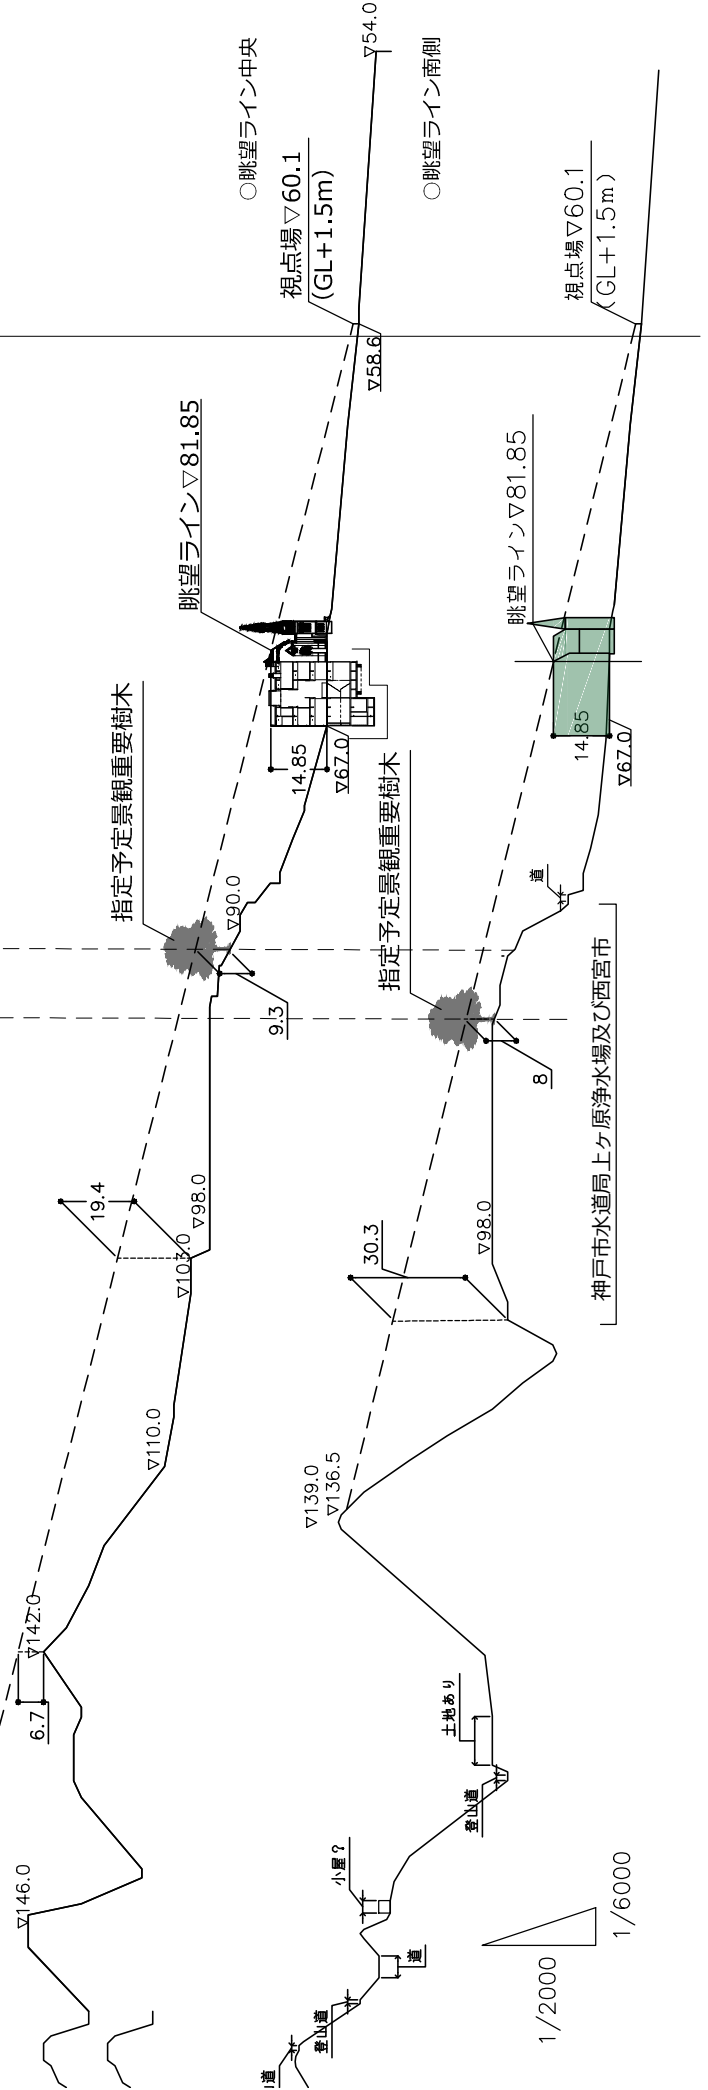 ○眺望ライン中央
▽146.0
6.7
▽142.0
▽110.0
▽103.0
19.4
▽98.0
9.3
指定予定景観重要樹木
▽90.0
14.85
▽67.0
眺望ライン▽81.85
▽58.6
視点場▽60.1
(GL+1.5m)
▽54.0
○眺望ライン南側
道
登山道
道
小屋?
登山道
土地あり
▽139.0
▽136.5
30.3
▽98.0
神戸市水道局上ヶ原浄水場及び西宮市
8
指定予定景観重要樹木
道
14.85
▽67.0
眺望ライン▽81.85
視点場▽60.1
(GL+1.5m)
1/2000
1/6000